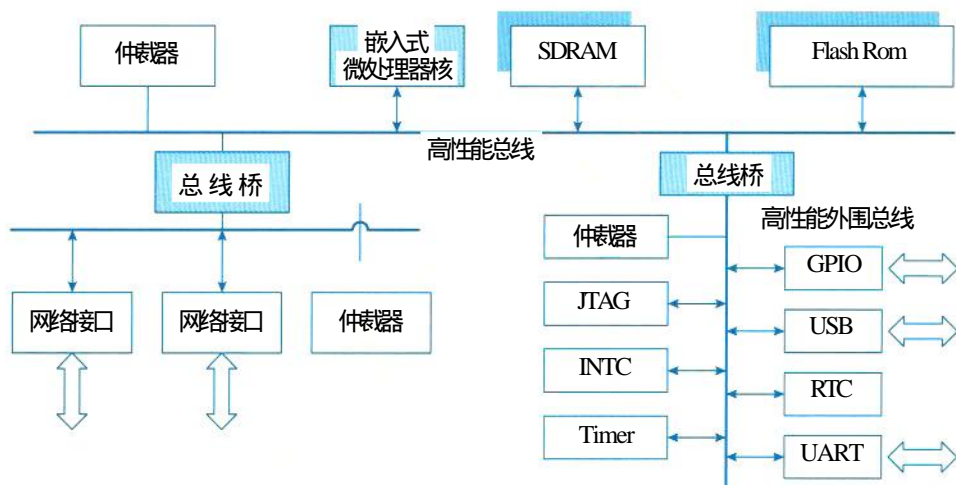 仲裁器
嵌入式
微处理器核
SDRAM
Flash Rom
高性能总线
总线桥
总线桥
高性能外围总线
仲裁器
GPIO
网络接口
网络接口
仲裁器
JTAG
USB
INTC
RTC
Timer
UART